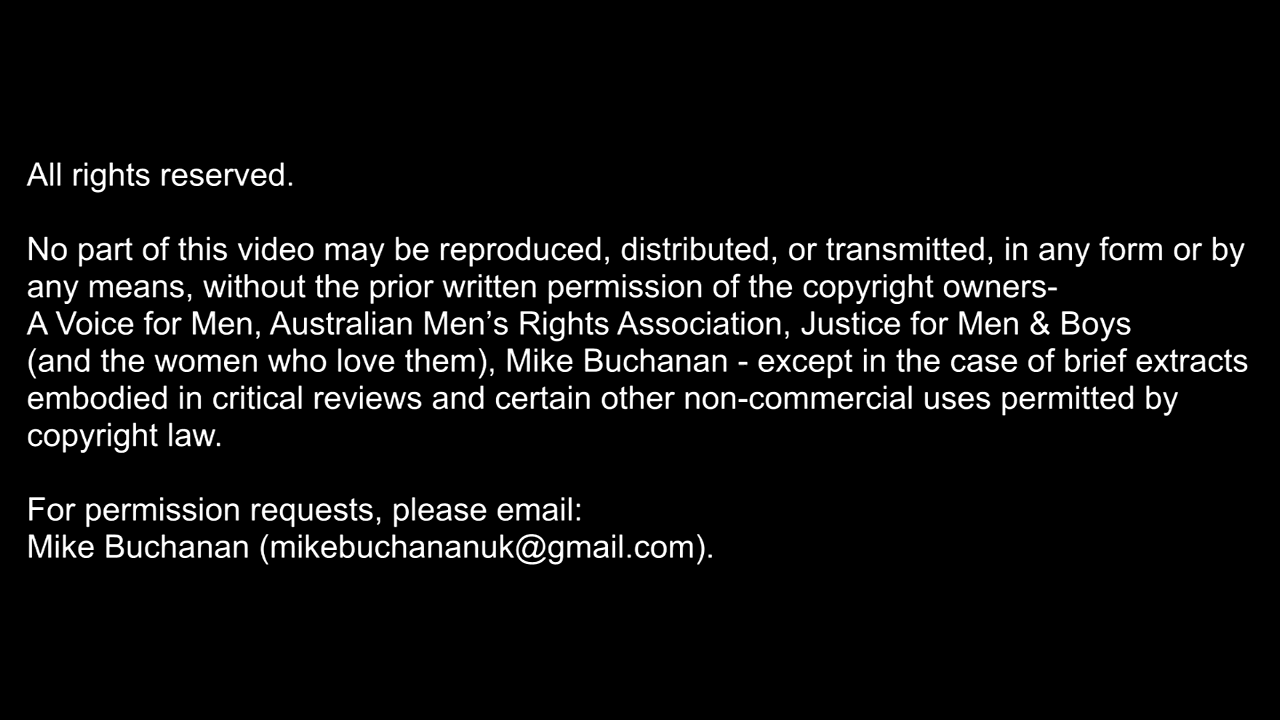 All rights reserved.
No part of this video may be reproduced, distributed, or transmitted, in any form or by
any means, without the prior written permission of the copyright owners-
A Voice for Men, Australian Men’s Rights Association, Justice for Men & Boys
(and the women who love them), Mike Buchanan - except in the case of brief extracts
embodied in critical reviews and certain other non-commercial uses permitted by
copyright law.
For permission requests, please email:
Mike Buchanan (mikebuchananuk@gmail.com).